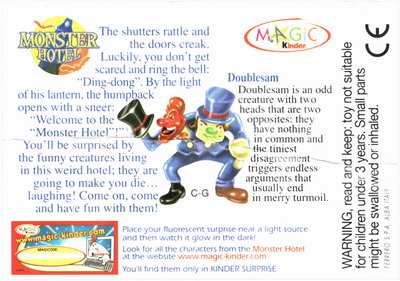 MONSTER
HOTEL
The shutters rattle and
the doors creak.
Luckily, you don't get
scared and ring the bell:
"Ding-dong". By the light
of his lantern, the humpback
opens with a sneer:
"Welcome to the
"Monster Hotel"!"
You'll be surprised by
the funny creatures living
in this weird hotel; they are
going to make you die...
laughing! Come on, come
and have fun with them!
MAGiC
Kinder
Doublesam
Doublesam is an odd
creature with two
heads that are two
opposites: they
have nothing
in common and
the tiniest
disagreement
triggers endless
arguments that
usually end
in merry turmoil.
C-G
MAGiC
www.magic-kinder.com
MAGICODE
Place your fluorescent surprise near a light source
and then watch it glow in the dark!
Look for all the characters from the Monster Hotel
at the website www.magic-kinder.com
You'll find them only in KINDER SURPRISE
CE
WARNING, read and keep: toy not suitable
for children under 3 years. Small parts
might be swallowed or inhaled.
FERRERO S.P.A. ALBA ITALY